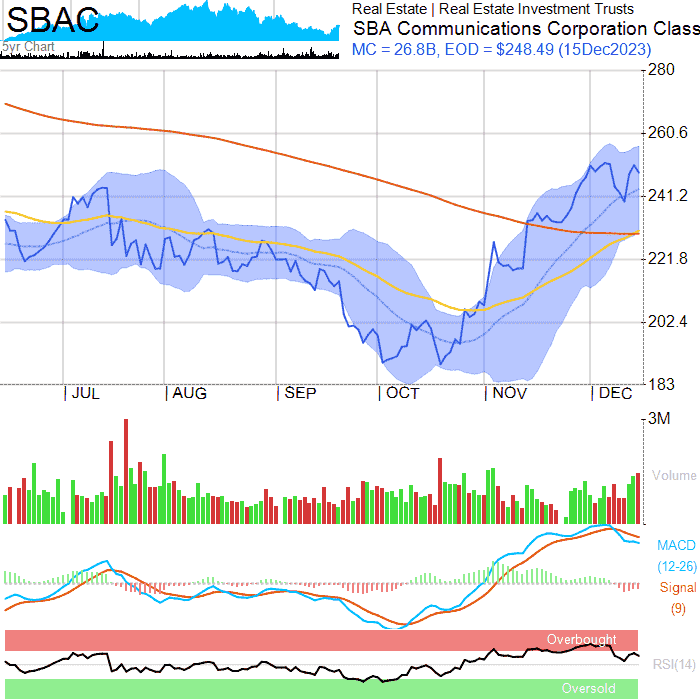 SBAC
Real Estate | Real Estate Investment Trusts
SBA Communications Corporation Class
5yr Chart
MC = 26.8B, EOD = $248.49 (15Dec2023)
280
260.6
241.2
221.8
202.4
183
JUL
AUG
SEP
OCT
NOV
DEC
3M
Volume
MACD
(12-26)
Signal
(9)
Overbought
RSI(14)
Oversold